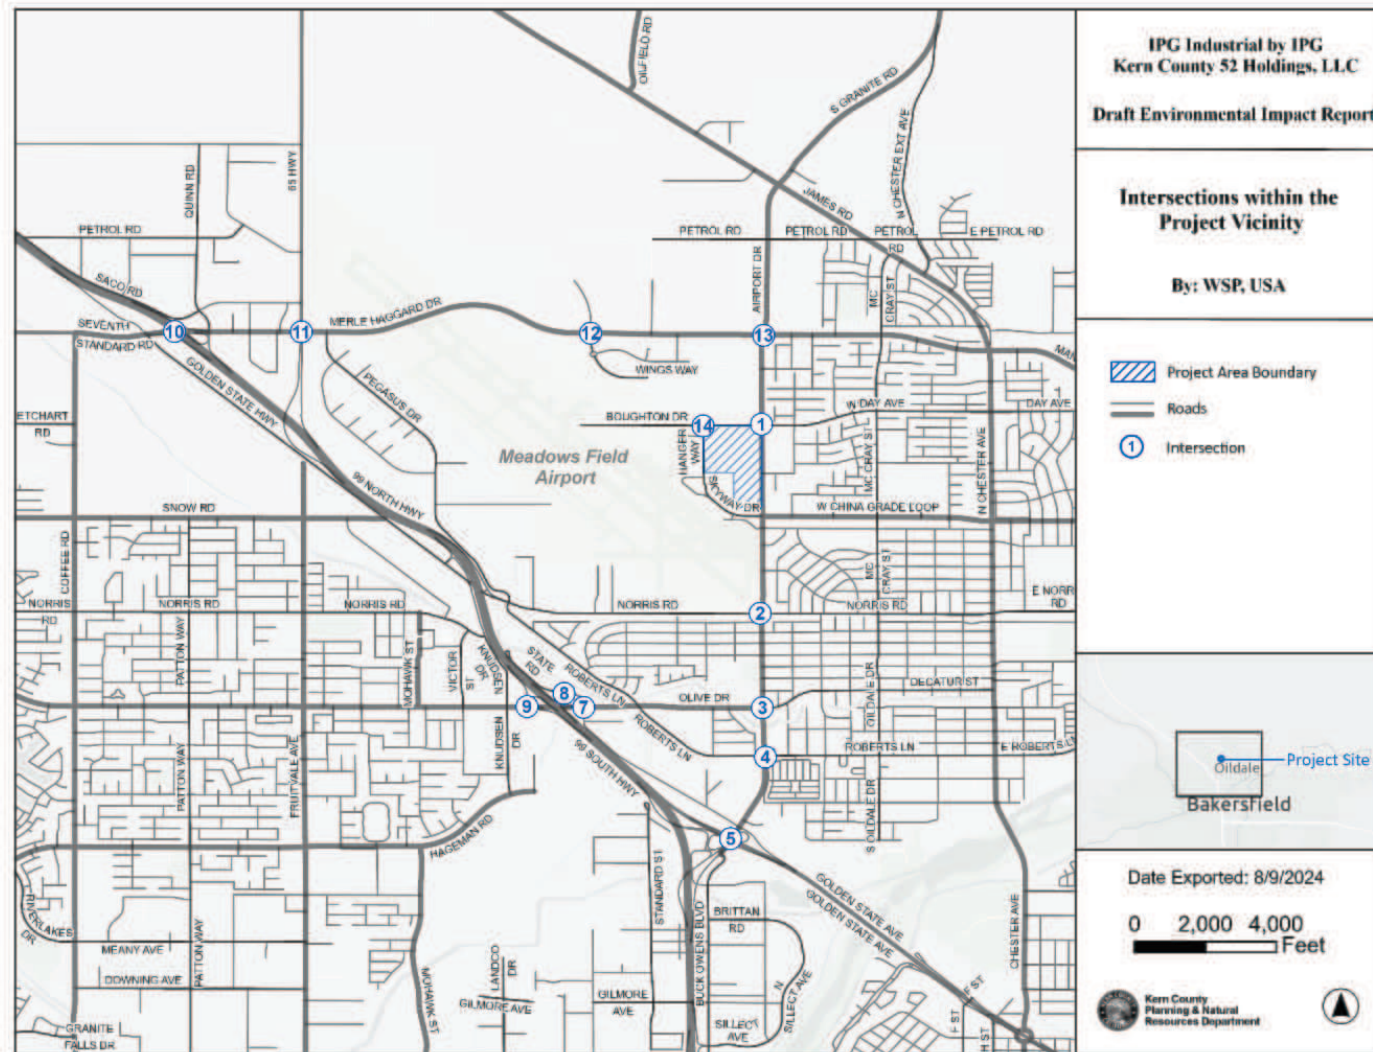 IPG Industrial by IPG
Kern County 52 Holdings, LLC
Draft Environmental Impact Report
Intersections within the
Project Vicinity
By: WSP, USA
Project Area Boundary
Roads
1
Intersection
Project Site
Oildale
Bakersfield
Date Exported: 8/9/2024
0 2,000 4,000
Feet
Kern County
Planning & Natural
Resources Department
OILFIELD RD
S GRANITE RD
N CHESTER EXT AVE
JAMES RD
QUINN RD
65 HWY
PETROL RD
PETROL RD
PETROL RD
PETROL
RD
E PETROL RD
AIRPORT DR
MC
CRAY ST
SACO RD
SEVENTH
STANDARD RD
10
11
MERLE HAGGARD DR
12
13
MAN
WINGS WAY
GOLDEN STATE HWY
PEGASUS DR
ETCHART
RD
BOUGHTON DR
14
1
W DAY AVE
DAY AVE
HANGER
WAY
SKYWAY DR
MC CRAY ST
N CHESTER AVE
Meadows Field
Airport
99 NORTH HWY
SNOW RD
W CHINA GRADE LOOP
COFFEE RD
MC
CRAY ST
NORRIS
RD
NORRIS RD
NORRIS RD
NORRIS RD
2
NORRIS RD
E NORR
RD
PATTON WAY
MOHAWK ST
VICTOR
ST
KNUDSEN
DR
STATE
RD
ROBERTS LN
9
8
7
OLIVE DR
3
DECATUR ST
OILDALE DR
PATTON WAY
FRUITVALE AVE
KNUDSEN
DR
99 SOUTH HWY
ROBERTS LN
4
ROBERTS LN
E ROBERTS LN
HAGEMAN RD
5
S OILDALE DR
STANDARD ST
GOLDEN STATE AVE
GOLDEN STATE AVE
RIVERLAKES
DR
MEANY AVE
DOWNING AVE
PATTON WAY
GRANITE
FALLS DR
MOHAWK ST
LANDCO
DR
GILMORE AVE
GILMORE
AVE
BUCK OWENS BLVD
BRITTAN
RD
N
SILLECT AVE
SILLECT
AVE
CHESTER AVE
F ST
F ST
H ST